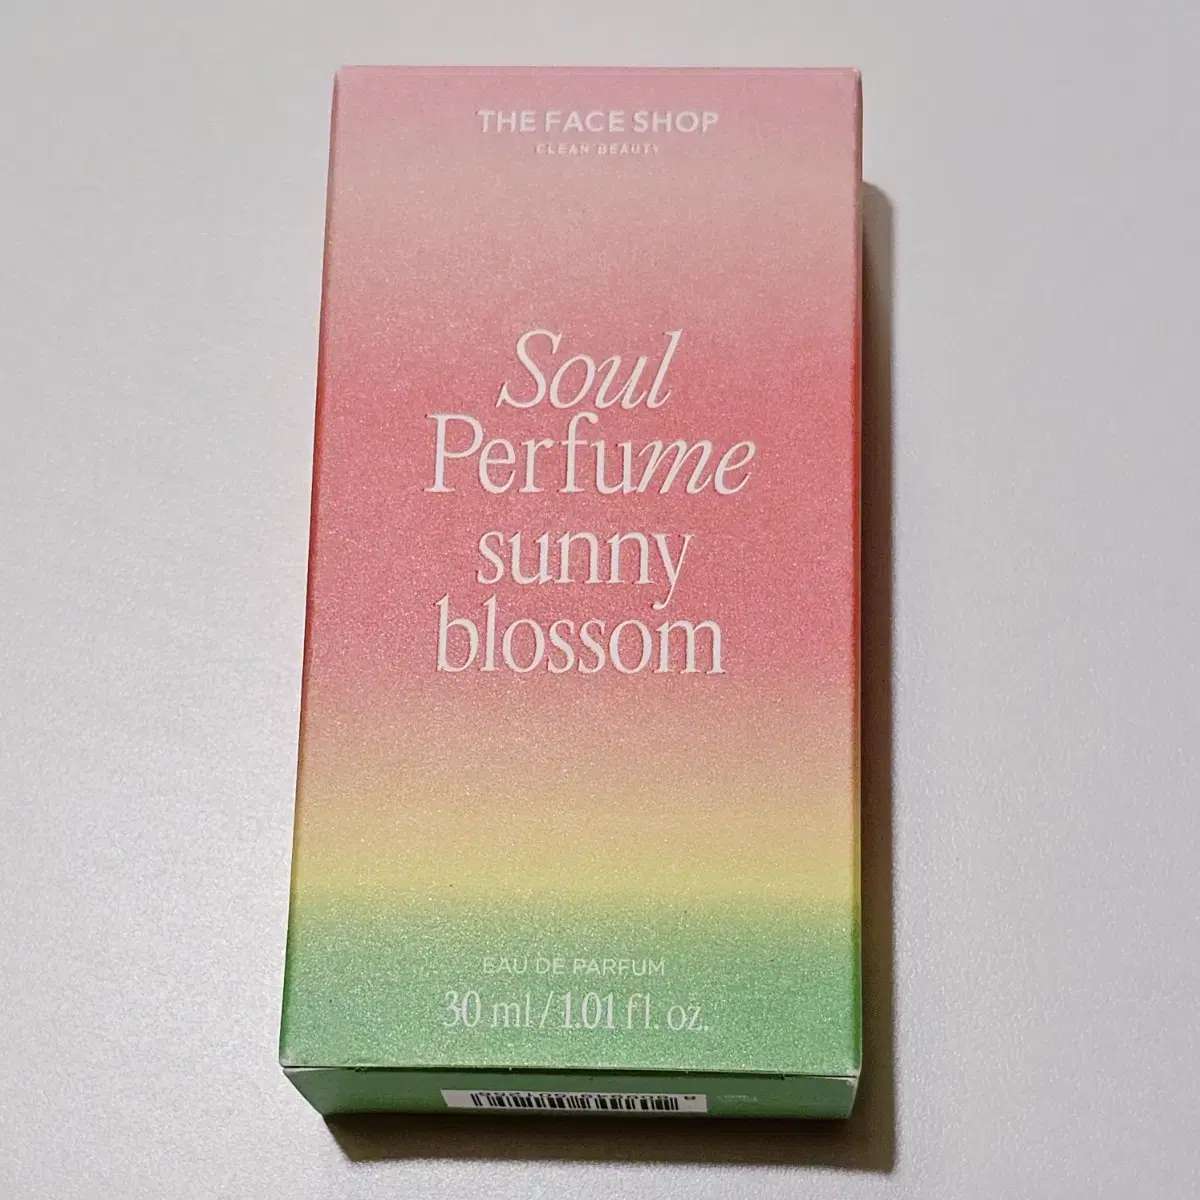 THE FACE SHOP
CLEAN BEAUTY
Soul
Perfume
sunny
blossom
EAU DE PARFUM
30 ml / 1.01 fl. oz.